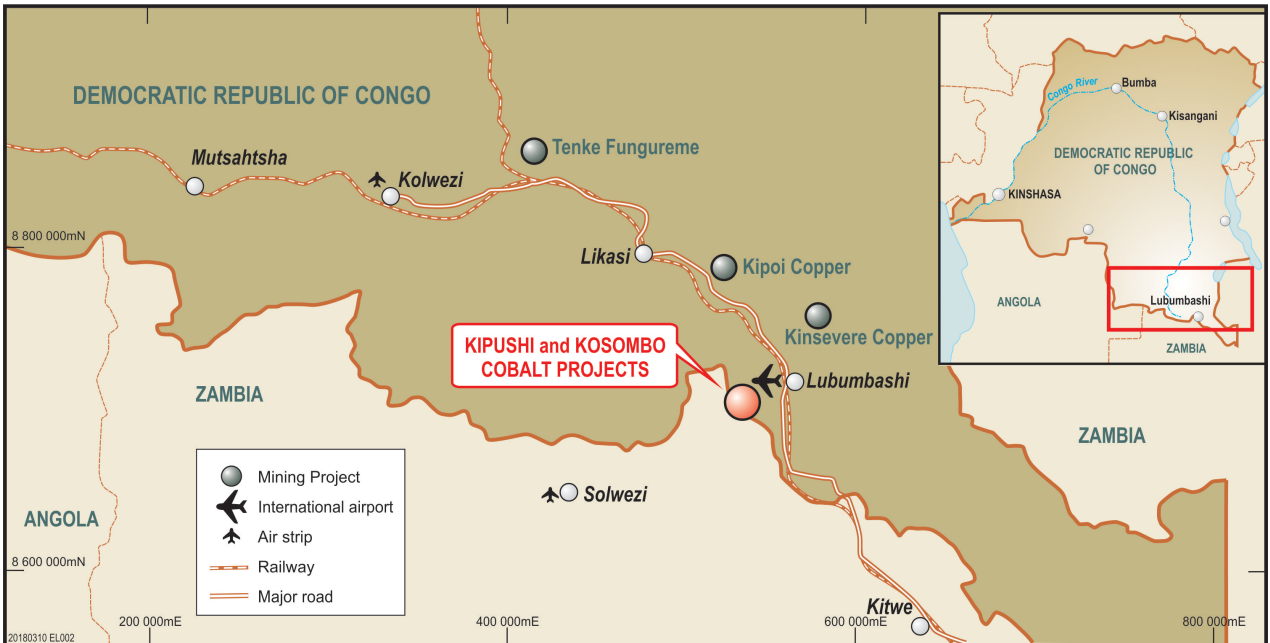 DEMOCRATIC REPUBLIC OF CONGO
Mutsahtsha
Kolwezi
Tenke Fungureme
8 800 000mN
Likasi
Kipoi Copper
Kinsevere Copper
KIPUSHI and KOSOMBO
COBALT PROJECTS
Lubumbashi
ZAMBIA
ZAMBIA
Solwezi
ANGOLA
Mining Project
International airport
Air strip
Railway
Major road
8 600 000mN
Kitwe
200 000mE
400 000mE
600 000mE
800 000mE
20180310 EL002
Congo River
Bumba
Kisangani
DEMOCRATIC REPUBLIC
OF CONGO
KINSHASA
ANGOLA
Lubumbashi
ZAMBIA